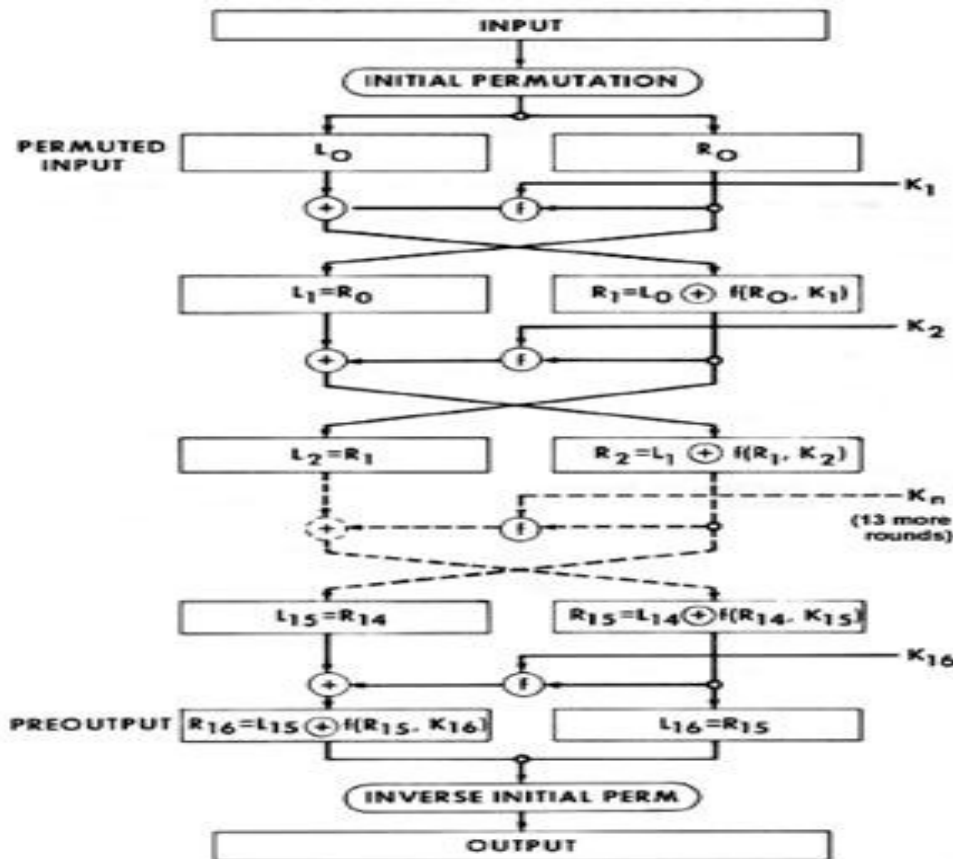 INPUT
INITIAL PERMUTATION
PERMUTED
INPUT
L0
R0
K1
+
f
L1=R0
R1=L0 ⊕ f(R0, K1)
K2
+
f
L2=R1
R2=L1 ⊕ f(R1, K2)
Kn
(13 more
rounds)
+
f
L15=R14
R15=L14 ⊕ f(R14, K15)
K16
+
f
PREOUTPUT
R16=L15 ⊕ f(R15, K16)
L16=R15
INVERSE INITIAL PERM
OUTPUT